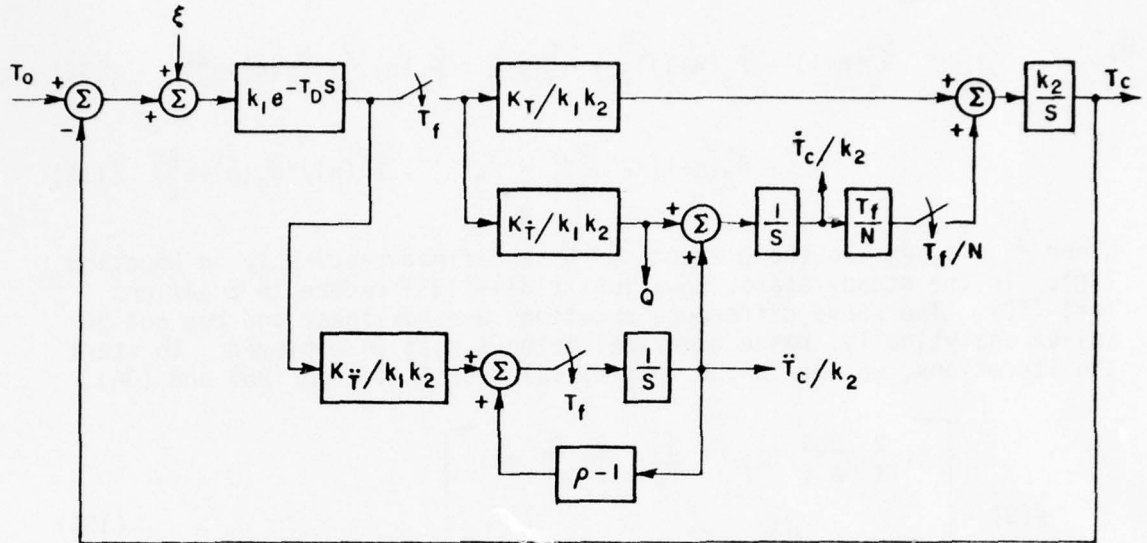 ξ
T₀ + Σ + + Σ k₁e^(-T_D S) T_f K_T/k₁k₂ + + Σ k₂/S T_c
-
Ṫ_c/k₂
K_Ṫ/k₁k₂ + + Σ 1/S T_f/N T_f/N
Q
K_T̈/k₁k₂ + + Σ T_f 1/S T̈_c/k₂
ρ-1